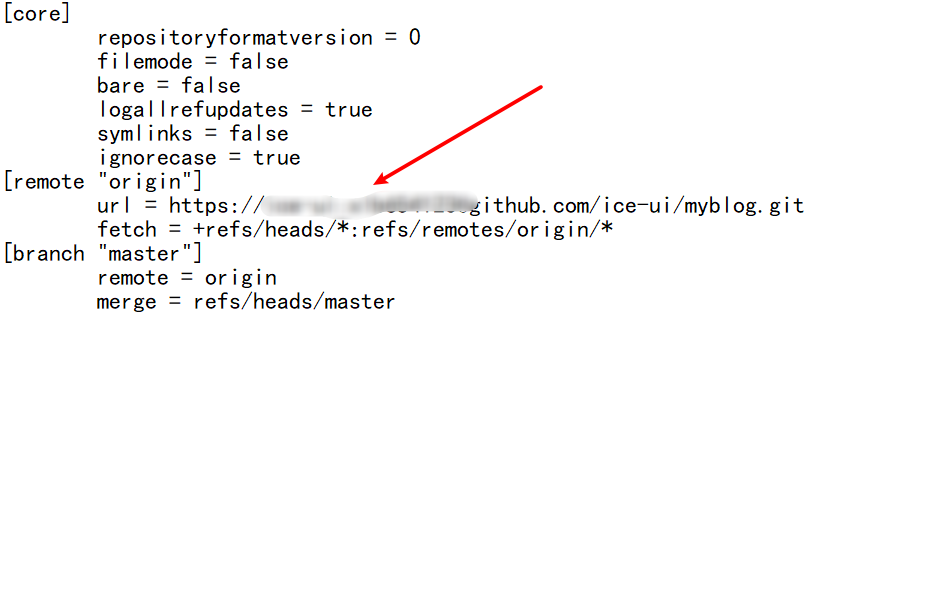 [core]
repositoryformatversion = 0
filemode = false
bare = false
logallrefupdates = true
symlinks = false
ignorecase = true
[remote "origin"]
url = https://github.com/ice-ui/myblog.git
fetch = +refs/heads/*:refs/remotes/origin/*
[branch "master"]
remote = origin
merge = refs/heads/master